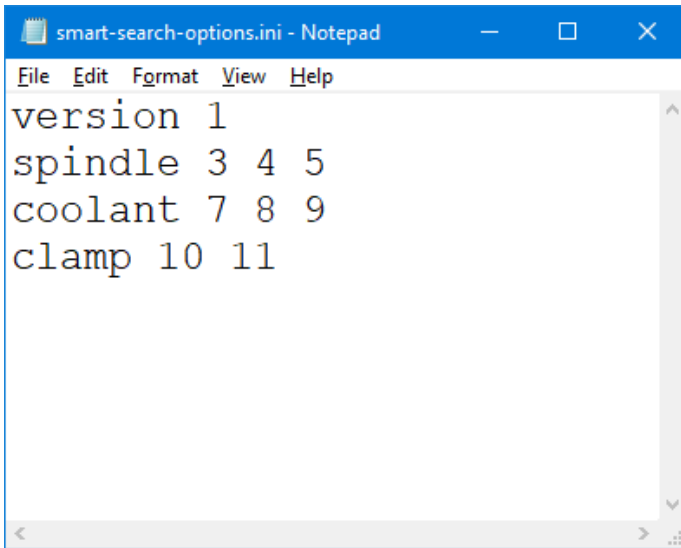 smart-search-options.ini - Notepad
File Edit Format View Help
version 1
spindle 3 4 5
coolant 7 8 9
clamp 10 11